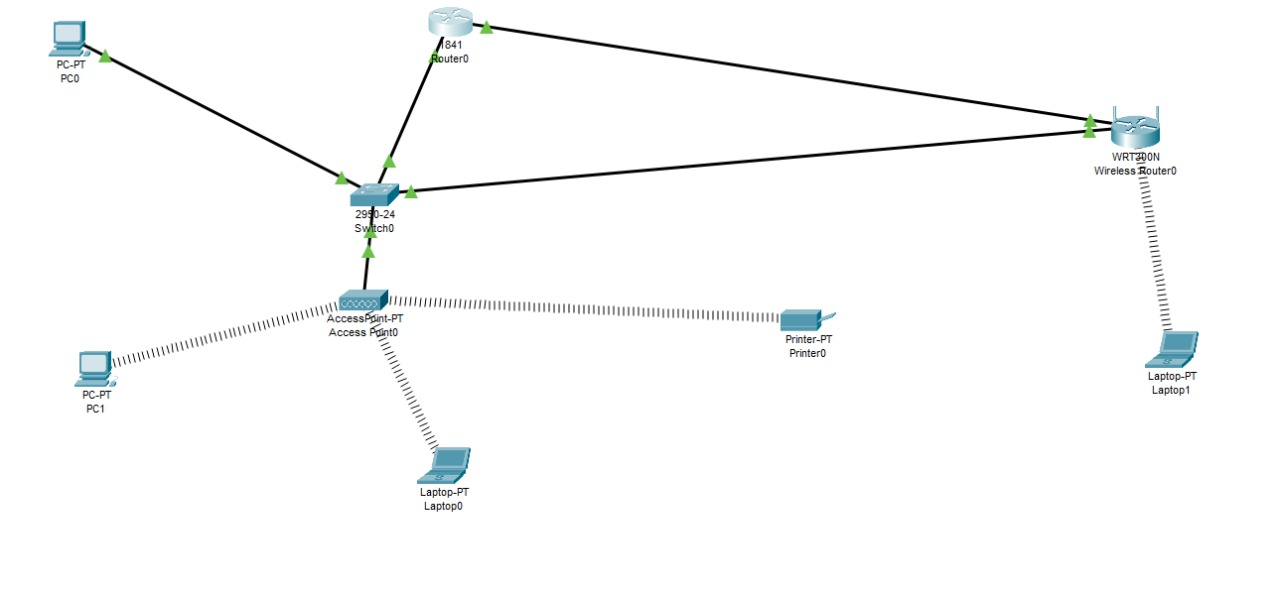 PC-PT
PC0
1841
Router0
WRT300N
Wireless Router0
2950-24
Switch0
AccessPoint-PT
Access Point0
Printer-PT
Printer0
PC-PT
PC1
Laptop-PT
Laptop1
Laptop-PT
Laptop0